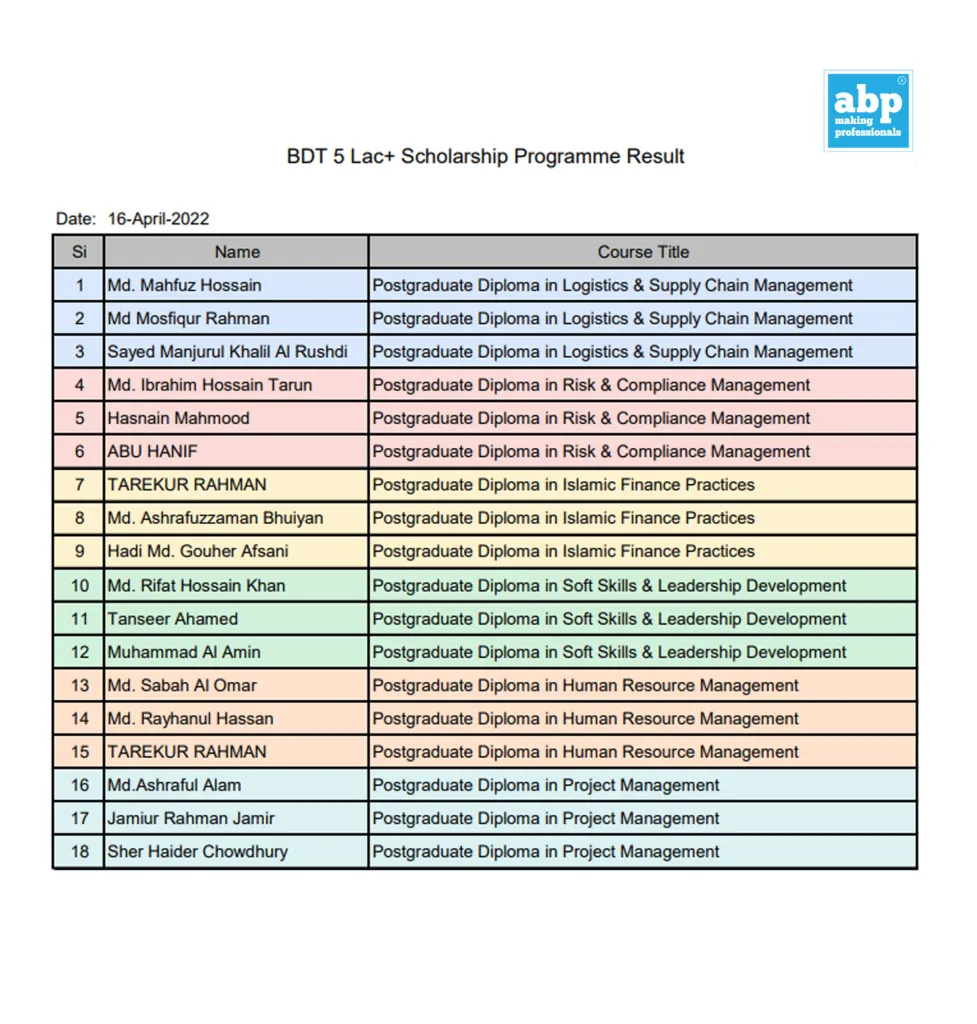 abp
making
professionals
BDT 5 Lac+ Scholarship Programme Result
Date: 16-April-2022
Si Name Course Title
1 Md. Mahfuz Hossain Postgraduate Diploma in Logistics & Supply Chain Management
2 Md Mosfiqur Rahman Postgraduate Diploma in Logistics & Supply Chain Management
3 Sayed Manjurul Khalil Al Rushdi Postgraduate Diploma in Logistics & Supply Chain Management
4 Md. Ibrahim Hossain Tarun Postgraduate Diploma in Risk & Compliance Management
5 Hasnain Mahmood Postgraduate Diploma in Risk & Compliance Management
6 ABU HANIF Postgraduate Diploma in Risk & Compliance Management
7 TAREKUR RAHMAN Postgraduate Diploma in Islamic Finance Practices
8 Md. Ashrafuzzaman Bhuiyan Postgraduate Diploma in Islamic Finance Practices
9 Hadi Md. Gouher Afsani Postgraduate Diploma in Islamic Finance Practices
10 Md. Rifat Hossain Khan Postgraduate Diploma in Soft Skills & Leadership Development
11 Tanseer Ahamed Postgraduate Diploma in Soft Skills & Leadership Development
12 Muhammad Al Amin Postgraduate Diploma in Soft Skills & Leadership Development
13 Md. Sabah Al Omar Postgraduate Diploma in Human Resource Management
14 Md. Rayhanul Hassan Postgraduate Diploma in Human Resource Management
15 TAREKUR RAHMAN Postgraduate Diploma in Human Resource Management
16 Md.Ashraful Alam Postgraduate Diploma in Project Management
17 Jamiur Rahman Jamir Postgraduate Diploma in Project Management
18 Sher Haider Chowdhury Postgraduate Diploma in Project Management